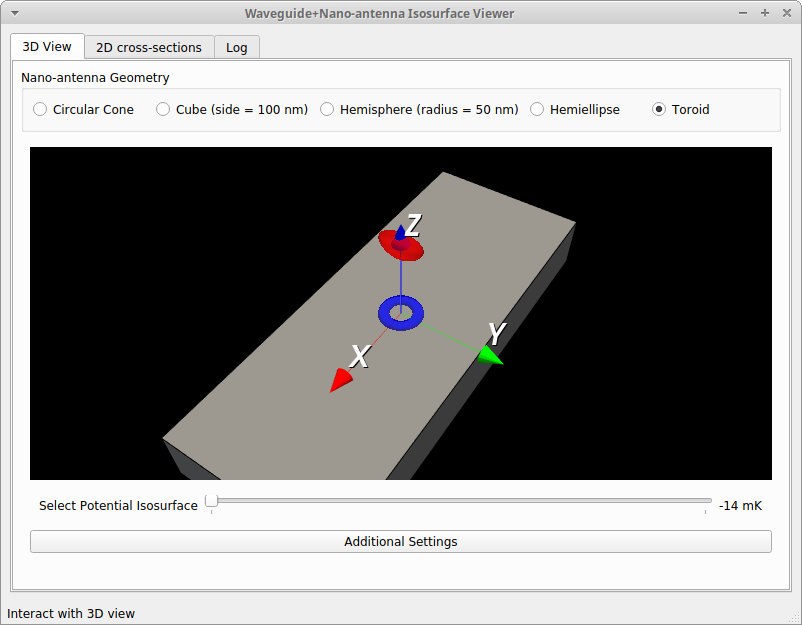 Waveguide+Nano-antenna Isosurface Viewer
3D View 2D cross-sections Log
Nano-antenna Geometry
Circular Cone Cube (side = 100 nm) Hemisphere (radius = 50 nm) Hemiellipse Toroid
Z
Y
X
Select Potential Isosurface -14 mK
Additional Settings
Interact with 3D view